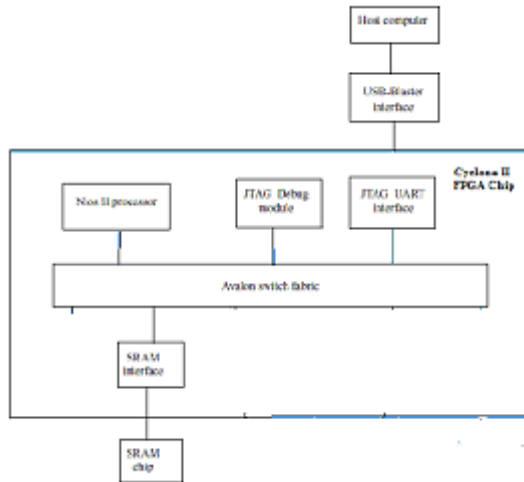 Host computer
USB-Blaster
interface
Cyclone II
FPGA Chip
Nios II processor
JTAG Debug
module
JTAG UART
interface
Avalon switch fabric
SRAM
interface
SRAM
chip